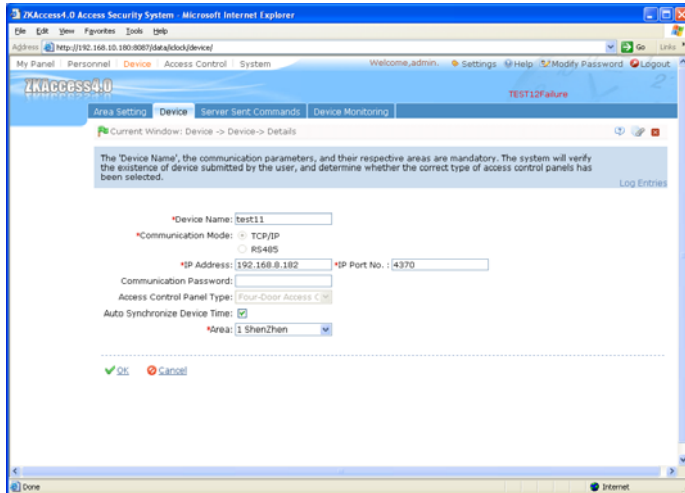 ZKAccess4.0 Access Security System - Microsoft Internet Explorer
File Edit View Favorites Tools Help
Address http://192.168.10.180:8087/data/iclock/device/ Go Links
My Panel Personnel Device Access Control System Welcome,admin. Settings Help Modify Password Logout
ZKAccess4.0
TEST12Failure
Area Setting Device Server Sent Commands Device Monitoring
Current Window: Device -> Device-> Details
The 'Device Name', the communication parameters, and their respective areas are mandatory. The system will verify
the existence of device submitted by the user, and determine whether the correct type of access control panels has
been selected.
Log Entries
*Device Name: test11
*Communication Mode: TCP/IP
RS485
*IP Address: 192.168.8.182 *IP Port No. : 4370
Communication Password:
Access Control Panel Type: Four-Door Access C
Auto Synchronize Device Time:
*Area: 1 ShenZhen
OK Cancel
Done Internet